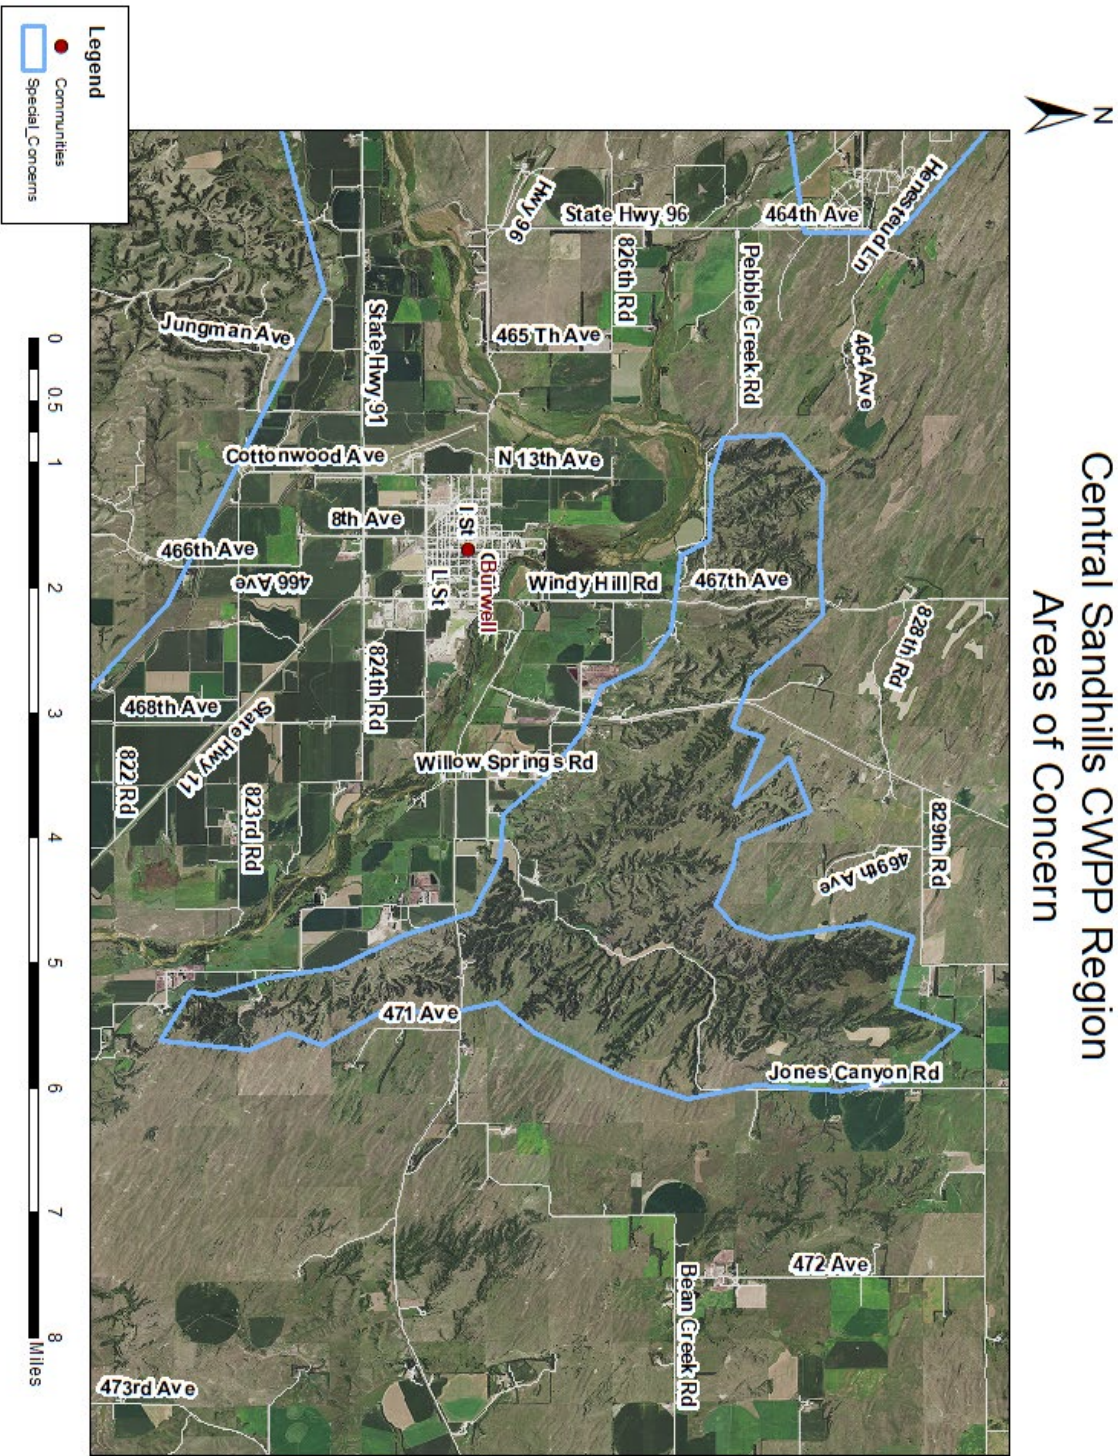 Central Sandhills CWPP Region
Areas of Concern
N
Henesteud Ln
464th Ave
464 Ave
State Hwy 96
Hwy 96
826th Rd
Pebble Creek Rd
465 Th Ave
Jungman Ave
State Hwy 91
Cottonwood Ave
N 13th Ave
8th Ave
I St
Burwell
L St
466th Ave
466 Ave
Windy Hill Rd
467th Ave
828th Rd
824th Rd
468th Ave
State Hwy 11
822 Rd
823rd Rd
Willow Springs Rd
829th Rd
469th Ave
471 Ave
Jones Canyon Rd
472 Ave
Bean Creek Rd
473rd Ave
Legend
Communities
Special_Concerns
0 0.5 1 2 3 4 5 6 7 8
Miles